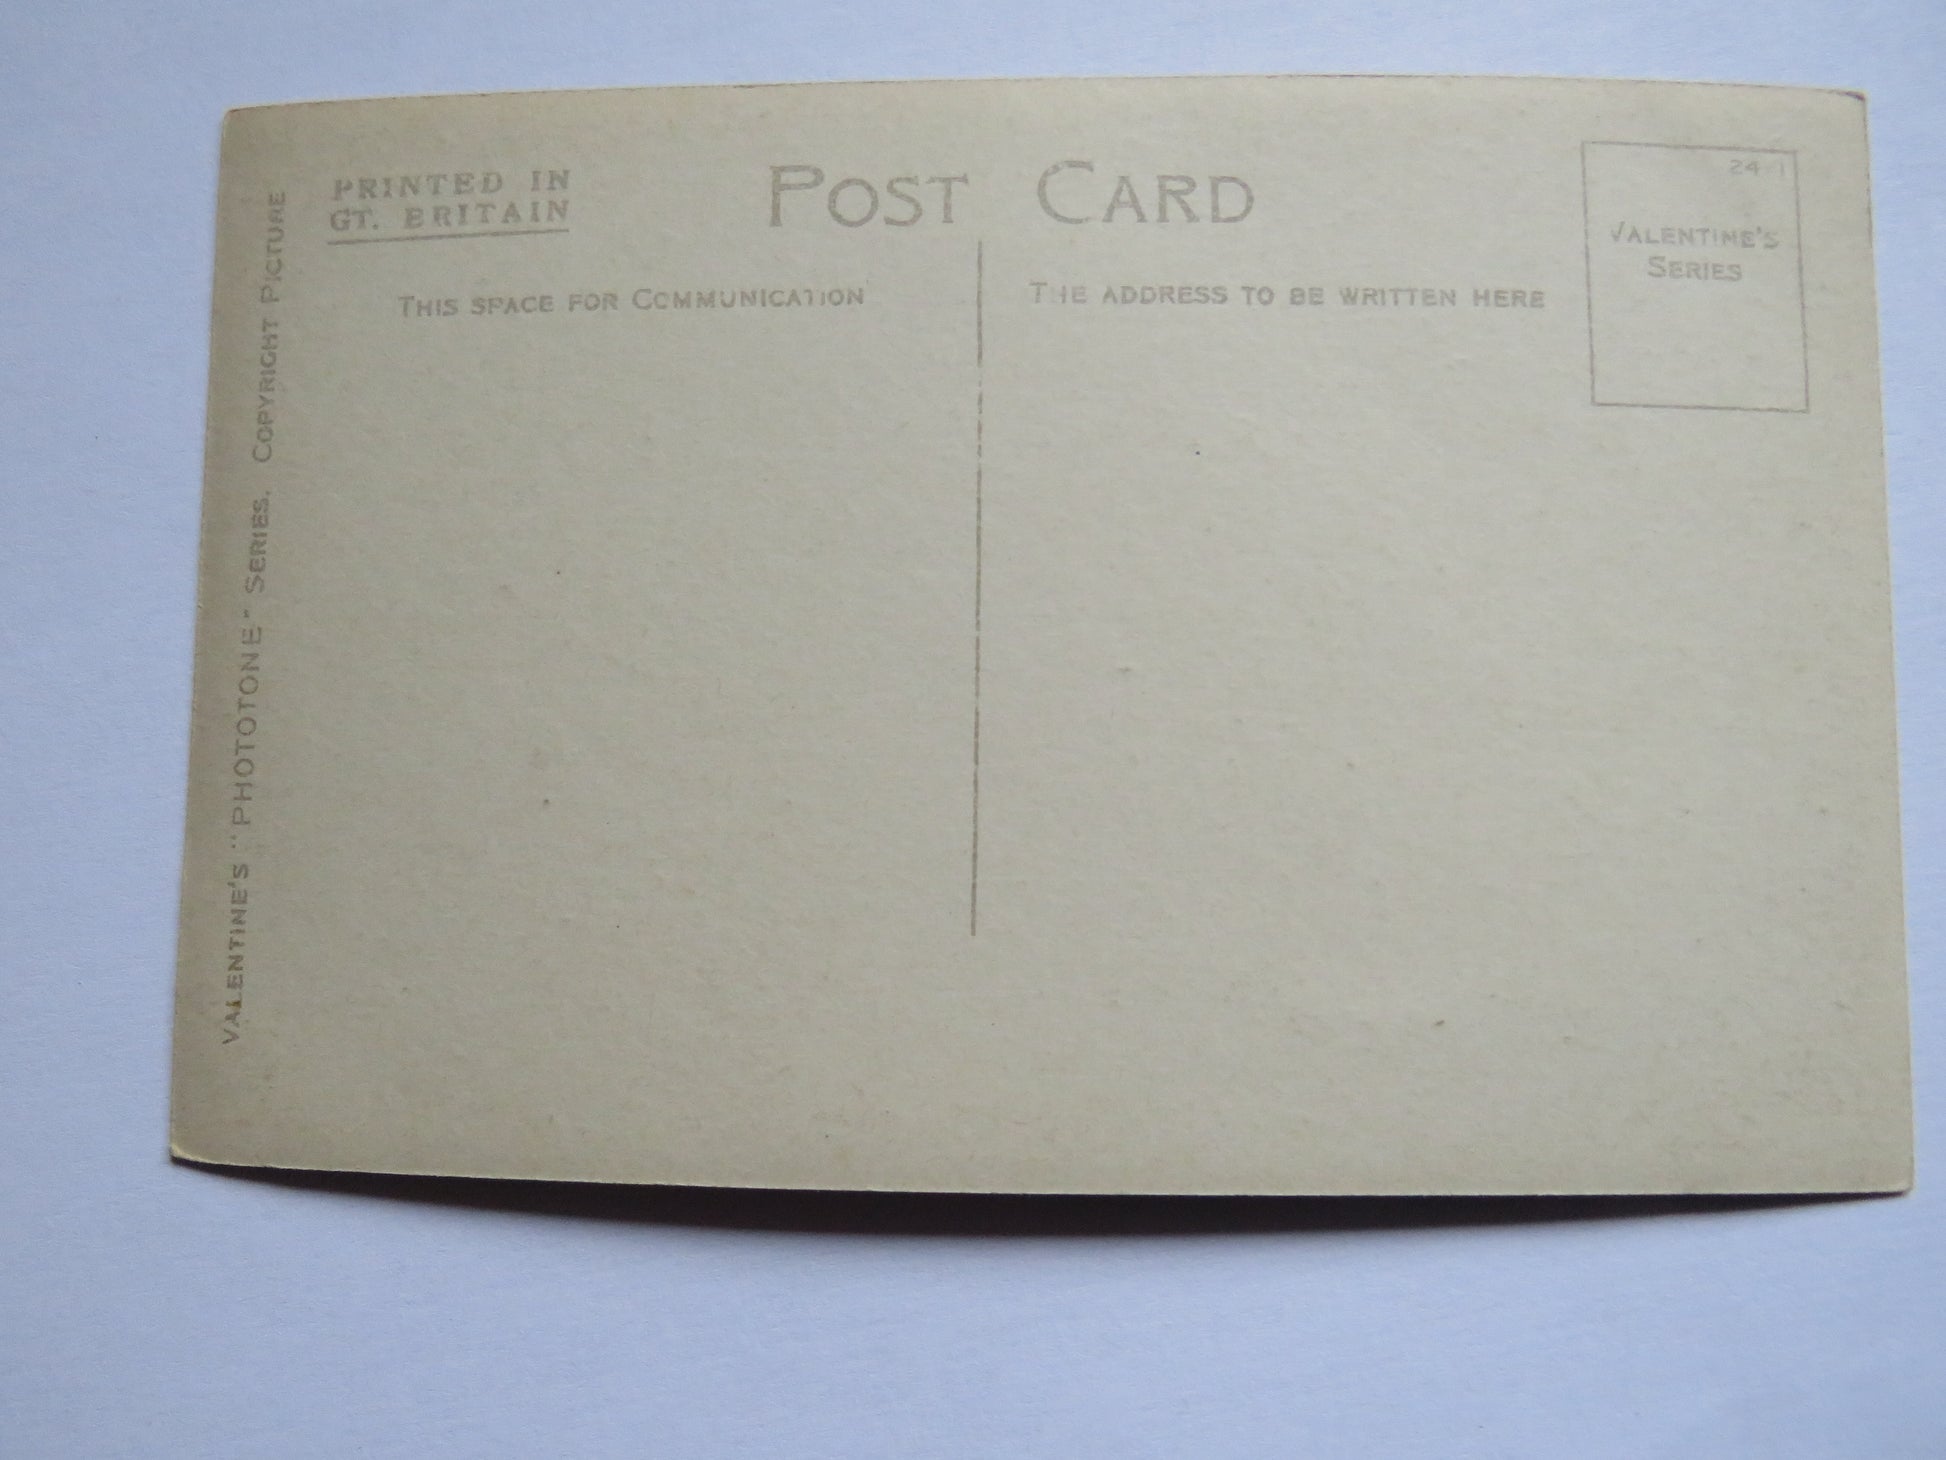 PRINTED IN
GT. BRITAIN
POST CARD
THIS SPACE FOR COMMUNICATION
THE ADDRESS TO BE WRITTEN HERE
24-1
VALENTINE'S
SERIES
VALENTINE'S "PHOTOTONE" SERIES. COPYRIGHT PICTURE